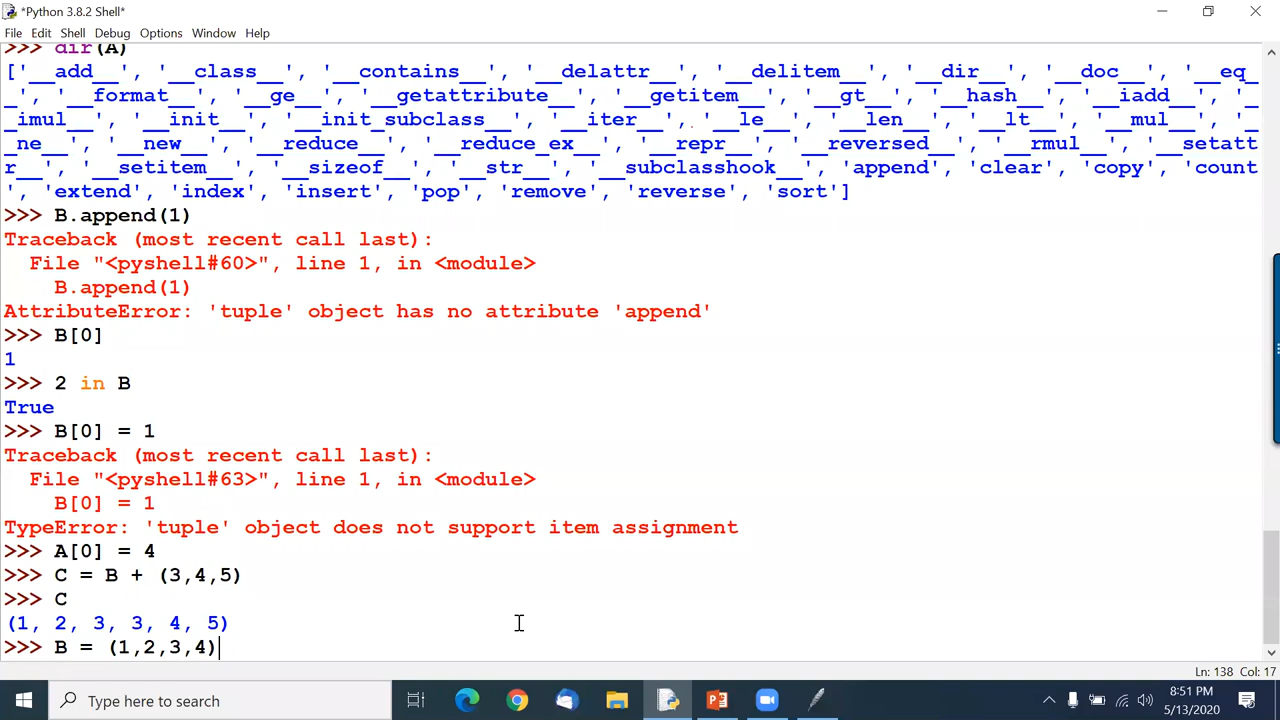 *Python 3.8.2 Shell*
File Edit Shell Debug Options Window Help
>>> dir(A)
['__add__', '__class__', '__contains__', '__delattr__', '__delitem__', '__dir__', '__doc__', '__eq_
_', '__format__', '__ge__', '__getattribute__', '__getitem__', '__gt__', '__hash__', '__iadd__', '_
_imul__', '__init__', '__init_subclass__', '__iter__', '__le__', '__len__', '__lt__', '__mul__', '_
_ne__', '__new__', '__reduce__', '__reduce_ex__', '__repr__', '__reversed__', '__rmul__', '__setatt
r__', '__setitem__', '__sizeof__', '__str__', '__subclasshook__', 'append', 'clear', 'copy', 'count
', 'extend', 'index', 'insert', 'pop', 'remove', 'reverse', 'sort']
>>> B.append(1)
Traceback (most recent call last):
  File "<pyshell#60>", line 1, in <module>
    B.append(1)
AttributeError: 'tuple' object has no attribute 'append'
>>> B[0]
1
>>> 2 in B
True
>>> B[0] = 1
Traceback (most recent call last):
  File "<pyshell#63>", line 1, in <module>
    B[0] = 1
TypeError: 'tuple' object does not support item assignment
>>> A[0] = 4
>>> C = B + (3,4,5)
>>> C
(1, 2, 3, 3, 4, 5)
>>> B = (1,2,3,4)
Ln: 138 Col: 17
Type here to search
8:51 PM
5/13/2020